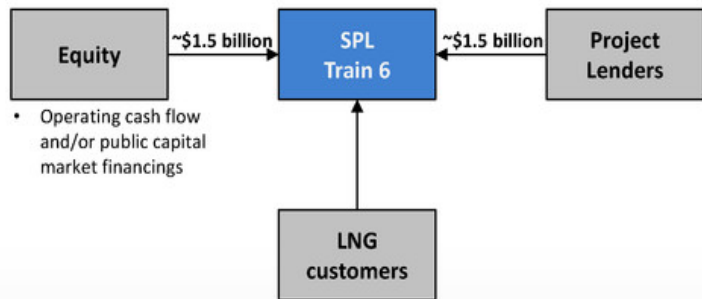 Equity
~$1.5 billion
SPL
Train 6
~$1.5 billion
Project
Lenders
• Operating cash flow
and/or public capital
market financings
LNG
customers